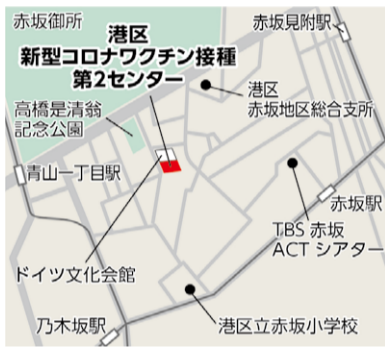 赤坂御所
港区
新型コロナワクチン接種
第2センター
赤坂見附駅
港区
赤坂地区総合支所
高橋是清翁
記念公園
青山一丁目駅
赤坂駅
TBS 赤坂
ACT シアター
ドイツ文化会館
乃木坂駅
港区立赤坂小学校